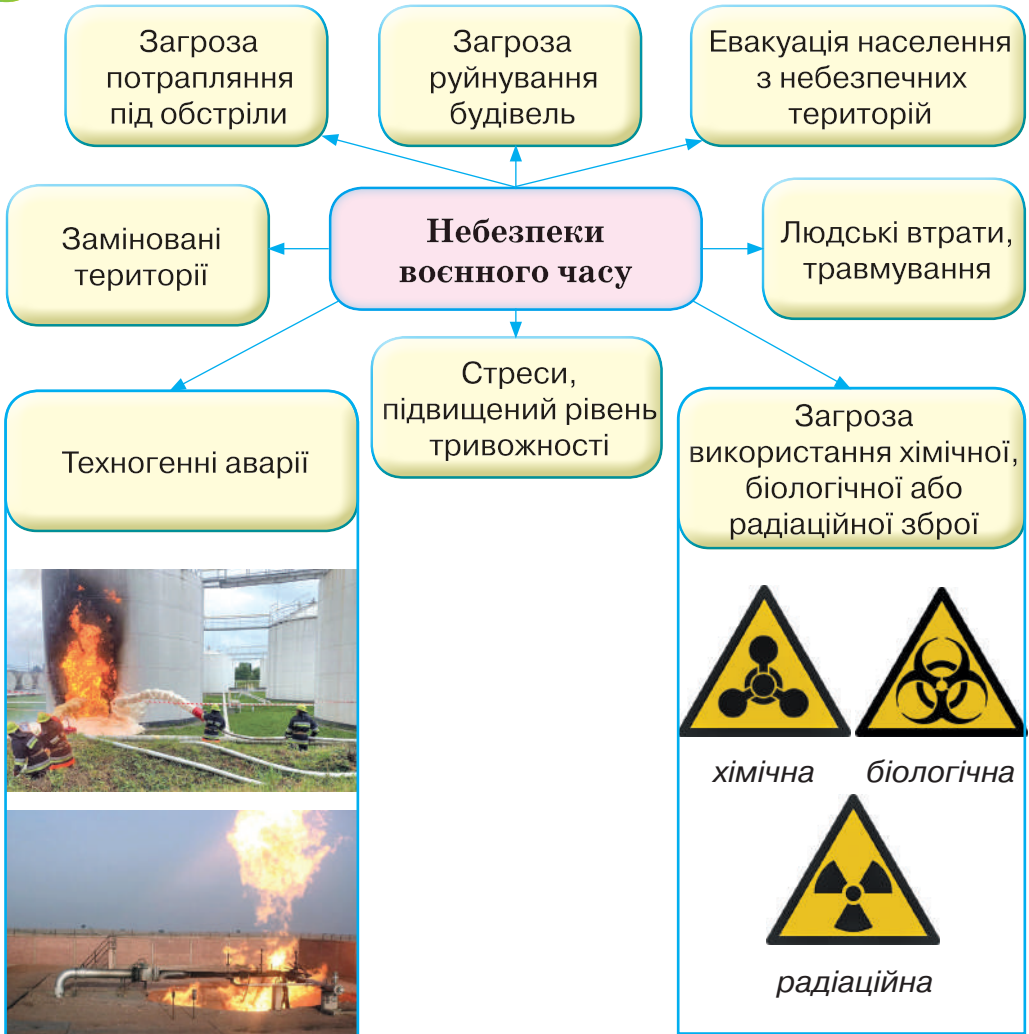 Загроза
потрапляння
під обстріли
Загроза
руйнування
будівель
Евакуація населення
з небезпечних
територій
Заміновані
території
Небезпеки
воєнного часу
Людські втрати,
травмування
Техногенні аварії
Стреси,
підвищений рівень
тривожності
Загроза
використання хімічної,
біологічної або
радіаційної зброї
хімічна
біологічна
радіаційна